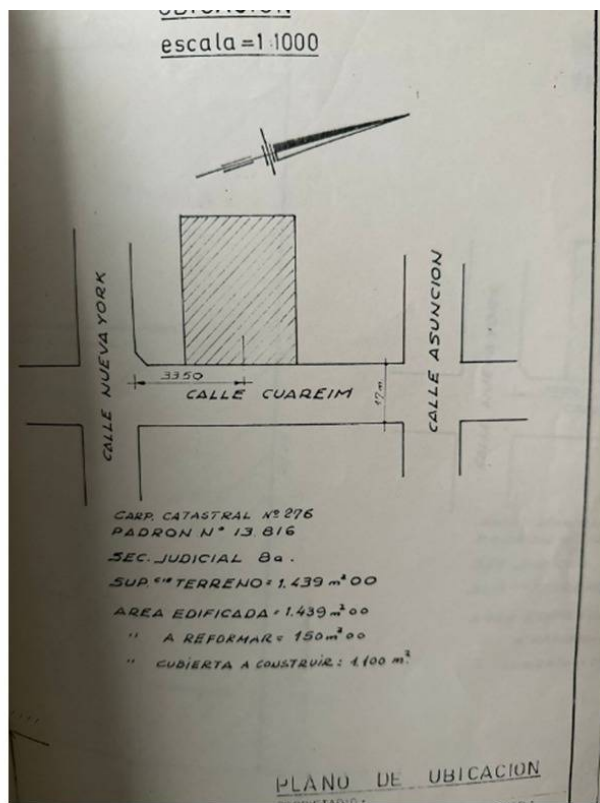 UBICACION
escala=1:1000
CALLE NUEVA YORK
3350
CALLE CUAREIM
17m.
CALLE ASUNCION
CARP. CATASTRAL Nº 276
PADRON Nº 13.816
SEC. JUDICIAL 8a.
SUP.cie TERRENO = 1.439 m² 00
AREA EDIFICADA = 1.439 m² 00
" A REFORMAR = 150 m² 00
" CUBIERTA A CONSTRUIR: 1.100 m².
PLANO DE UBICACION